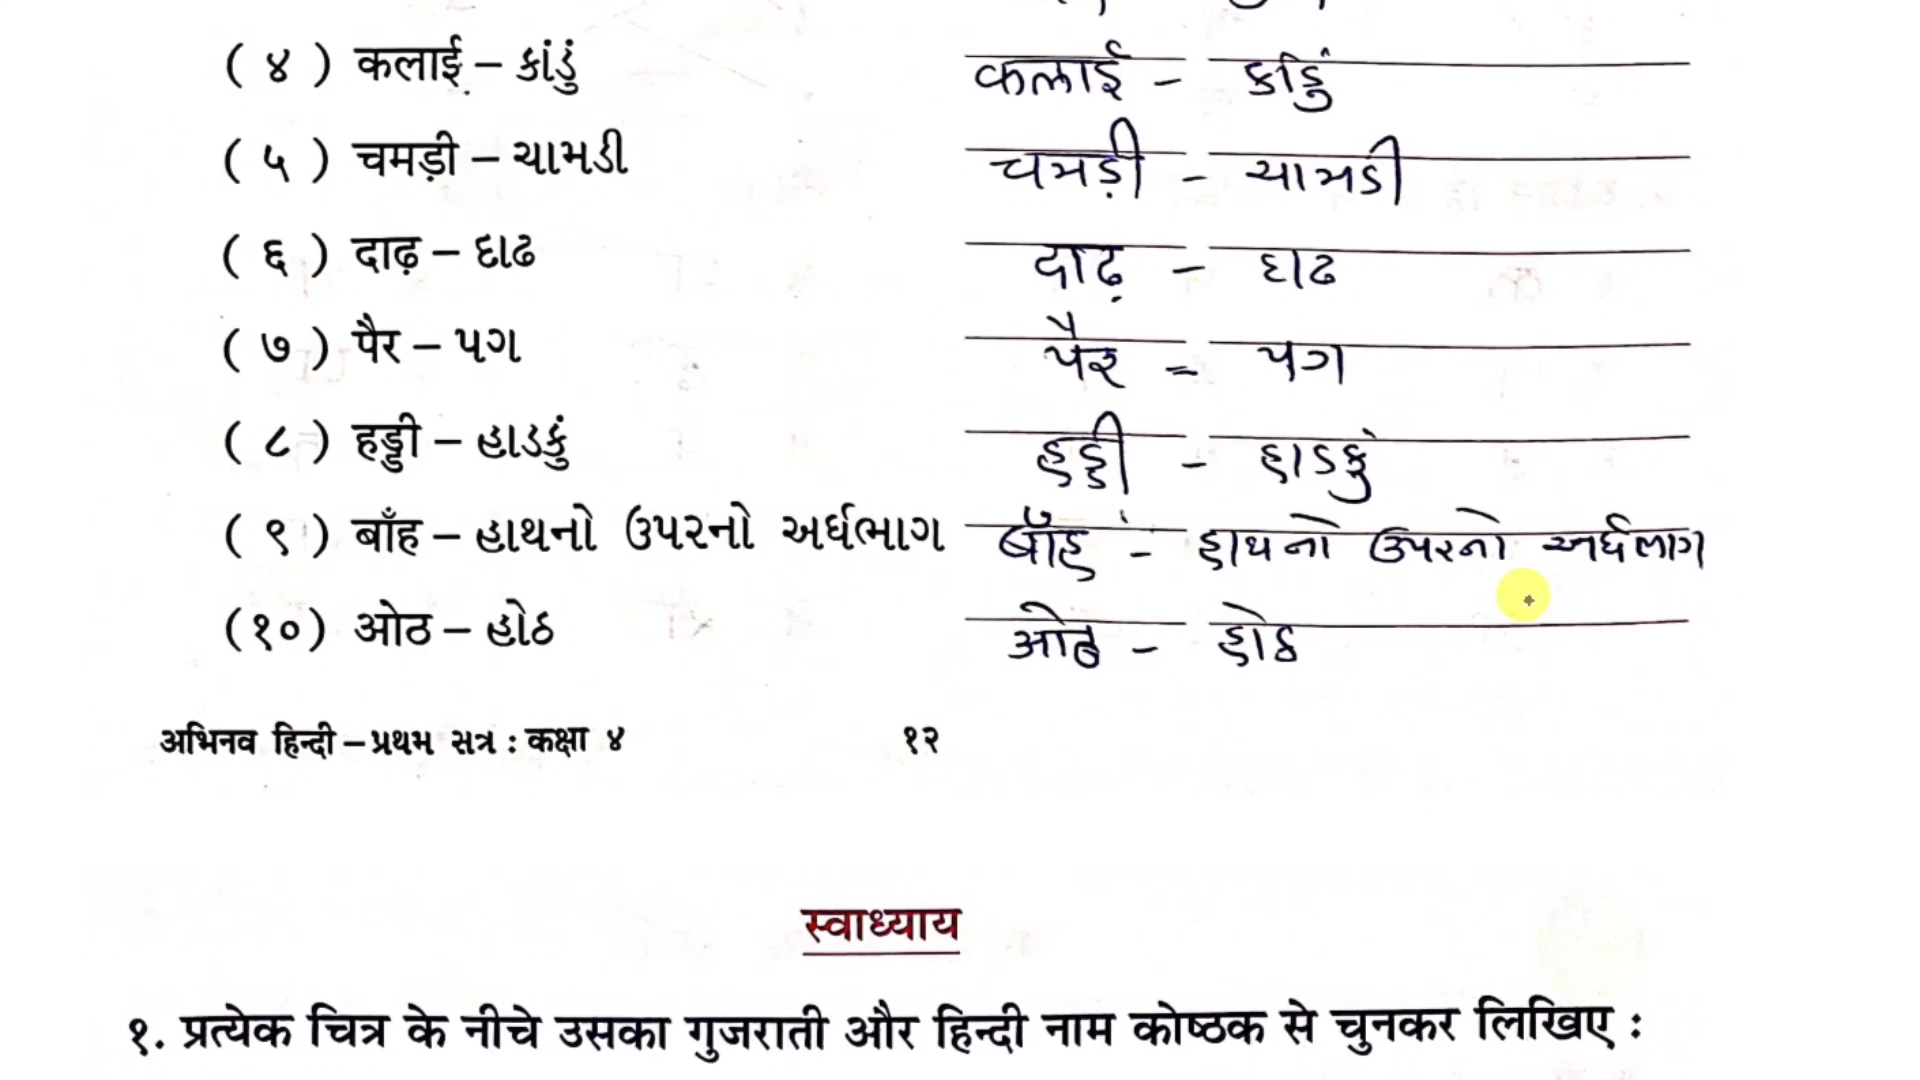 ( ४ ) कलाई – કાંડું कलाई – કાંડું
( ५ ) चमड़ी – ચામડી चमड़ी – ચામડી
( ६ ) दाढ़ – દાઢ दाढ़ – દાઢ
( ७ ) पैर – પગ पैर – પગ
( ८ ) हड्डी – હાડકું हड्डी – હાડકું
( ९ ) बाँह – હાથનો ઉપરનો અર્ધભાગ बाँह – હાથનો ઉપરનો અર્ધભાગ
(१०) ओठ – હોઠ ओठ – હોઠ
अभिनव हिन्दी – प्रथम सत्र : कक्षा ४ १२
स्वाध्याय
१. प्रत्येक चित्र के नीचे उसका गुजराती और हिन्दी नाम कोष्ठक से चुनकर लिखिए :